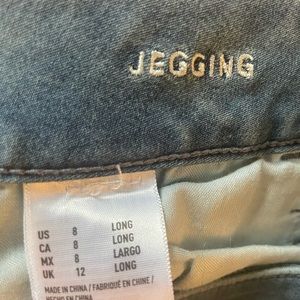 JEGGING
US 8 LONG
CA 8 LONG
MX 8 LARGO
UK 12 LONG
MADE IN CHINA / FABRIQUÉ EN CHINE /
HECHO EN CHINA